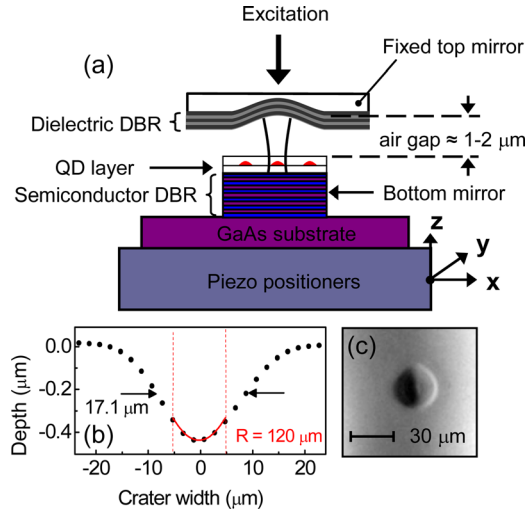 Excitation
(a)
Fixed top mirror
Dielectric DBR
air gap ≈ 1-2 μm
QD layer
Semiconductor DBR
Bottom mirror
GaAs substrate
z
y
x
Piezo positioners
0.0
-0.2
-0.4
Depth (μm)
17.1 μm
(b)
R = 120 μm
-20
-10
0
10
20
Crater width (μm)
(c)
30 μm